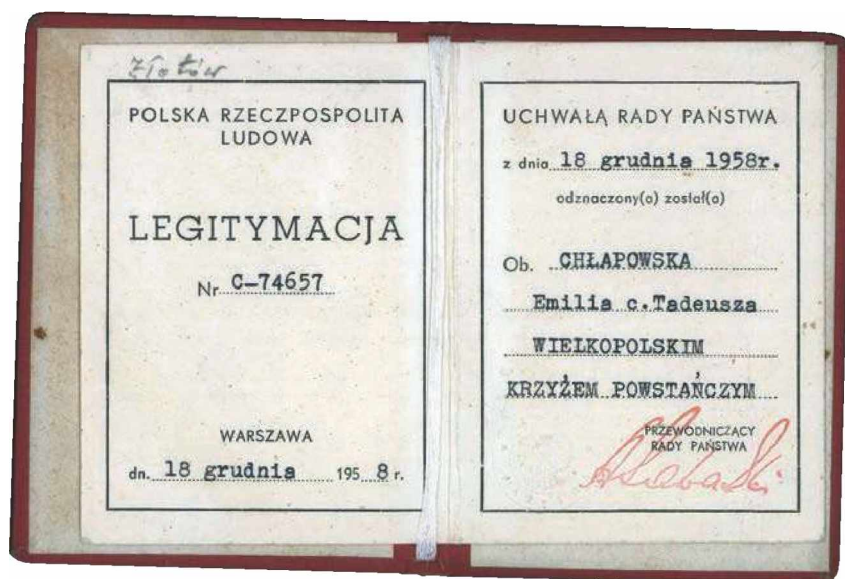 Złotów
POLSKA RZECZPOSPOLITA
LUDOWA
LEGITYMACJA
Nr C-74657
WARSZAWA
dn. 18 grudnia 1958 r.
UCHWAŁĄ RADY PAŃSTWA
z dnia 18 grudnia 1958r.
odznaczony(a) został(a)
Ob. CHŁAPOWSKA
Emilia c.Tadeusza
WIELKOPOLSKIM
KRZYŻEM POWSTAŃCZYM
PRZEWODNICZĄCY
RADY PAŃSTWA